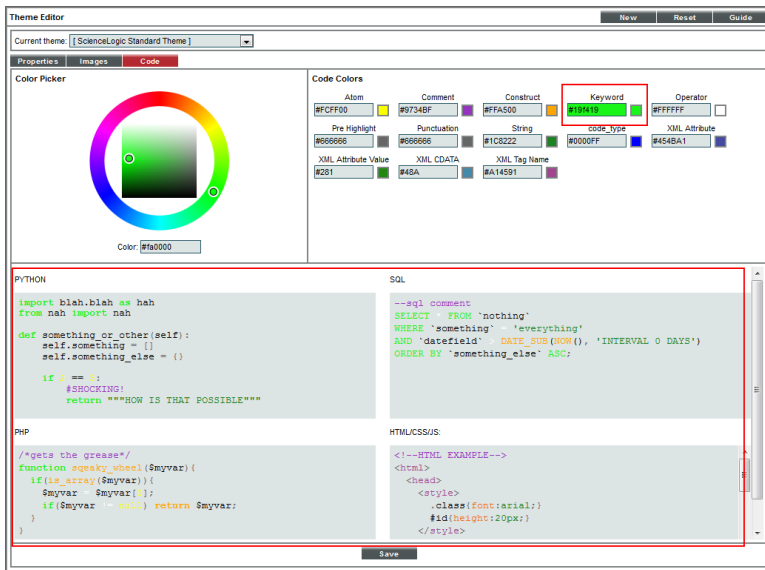 Theme Editor New Reset Guide
Current theme: [ ScienceLogic Standard Theme ]
Properties Images Code
Color Picker
Color: #fa0000
Code Colors
Atom Comment Construct Keyword Operator
#FCFF00 #9734BF #FFA500 #19f419 #FFFFFF
Pre Highlight Punctuation String code_type XML Attribute
#666666 #666666 #1C8222 #0000FF #454BA1
XML Attribute Value XML CDATA XML Tag Name
#281 #48A #A14591
PYTHON
import blah.blah as hah
from nah import nah
def something_or_other(self):
self.something = []
self.something_else = {}
if == :
#SHOCKING!
return """HOW IS THAT POSSIBLE"""
SQL
--sql comment
SELECT * FROM `nothing`
WHERE `something` = 'everything'
AND `datefield` > DATE_SUB(NOW(), 'INTERVAL 0 DAYS')
ORDER BY `something_else` ASC;
PHP
/*gets the grease*/
function sqeaky_wheel($myvar){
if(is_array($myvar)){
$myvar = $myvar[ ];
if($myvar != null) return $myvar;
}
}
HTML/CSS/JS:
<!--HTML EXAMPLE-->
<html>
<head>
<style>
.class{font:arial;}
#id{height:20px;}
</style>
Save